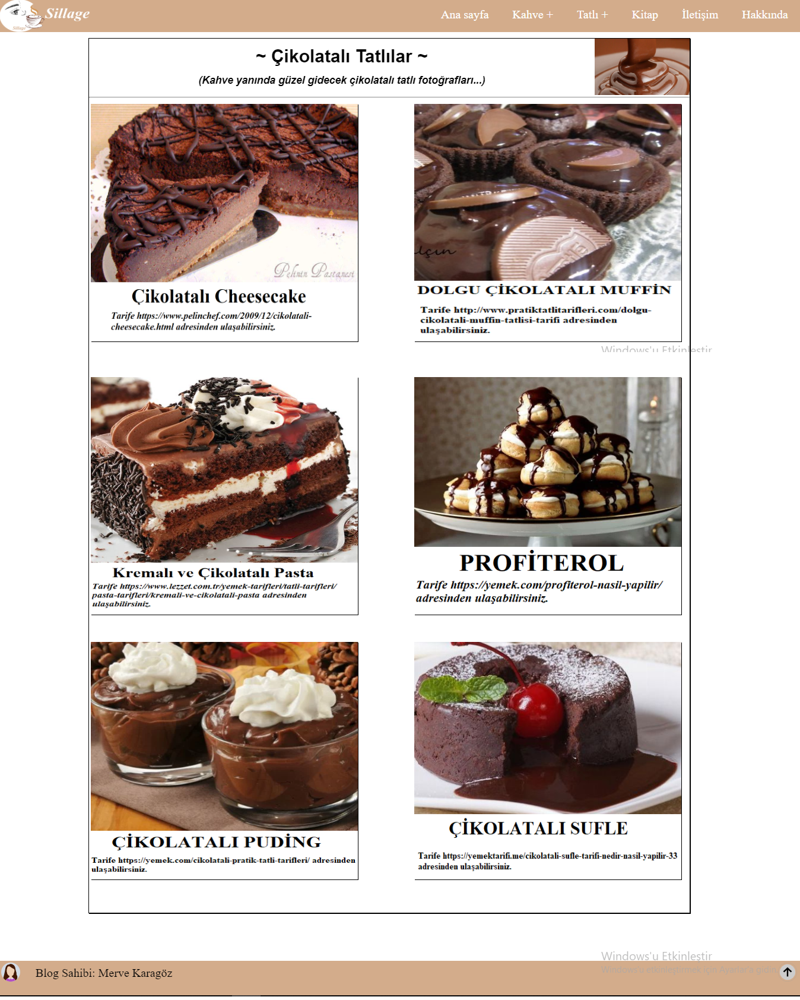 Sillage
Sillage
Ana sayfa Kahve + Tatlı + Kitap İletişim Hakkında
~ Çikolatalı Tatlılar ~
(Kahve yanında güzel gidecek çikolatalı tatlı fotoğrafları...)
Pelinin Pastanesi
Çikolatalı Cheesecake
Tarife https://www.pelinchef.com/2009/12/cikolatali-
cheesecake.html adresinden ulaşabilirsiniz.
DOLGU ÇİKOLATALI MUFFİN
Tarife http://www.pratiktatlitarifleri.com/dolgu-
cikolatali-muffin-tatlisi-tarifi adresinden
ulaşabilirsiniz.
Windows'u Etkinleştir
Kremalı ve Çikolatalı Pasta
Tarife https://www.lezzet.com.tr/yemek-tarifleri/tatli-tarifleri/
pasta-tarifleri/kremali-ve-cikolatali-pasta adresinden
ulaşabilirsiniz.
PROFİTEROL
Tarife https://yemek.com/profiterol-nasil-yapilir/
adresinden ulaşabilirsiniz.
ÇİKOLATALI PUDİNG
Tarife https://yemek.com/cikolatali-pratik-tatli-tarifleri/ adresinden
ulaşabilirsiniz.
ÇİKOLATALI SUFLE
Tarife https://yemektarifi.me/cikolatali-sufle-tarifi-nedir-nasil-yapilir-33
adresinden ulaşabilirsiniz.
Windows'u Etkinleştir
Windows'u etkinleştirmek için Ayarlar'a gidin.
Blog Sahibi: Merve Karagöz